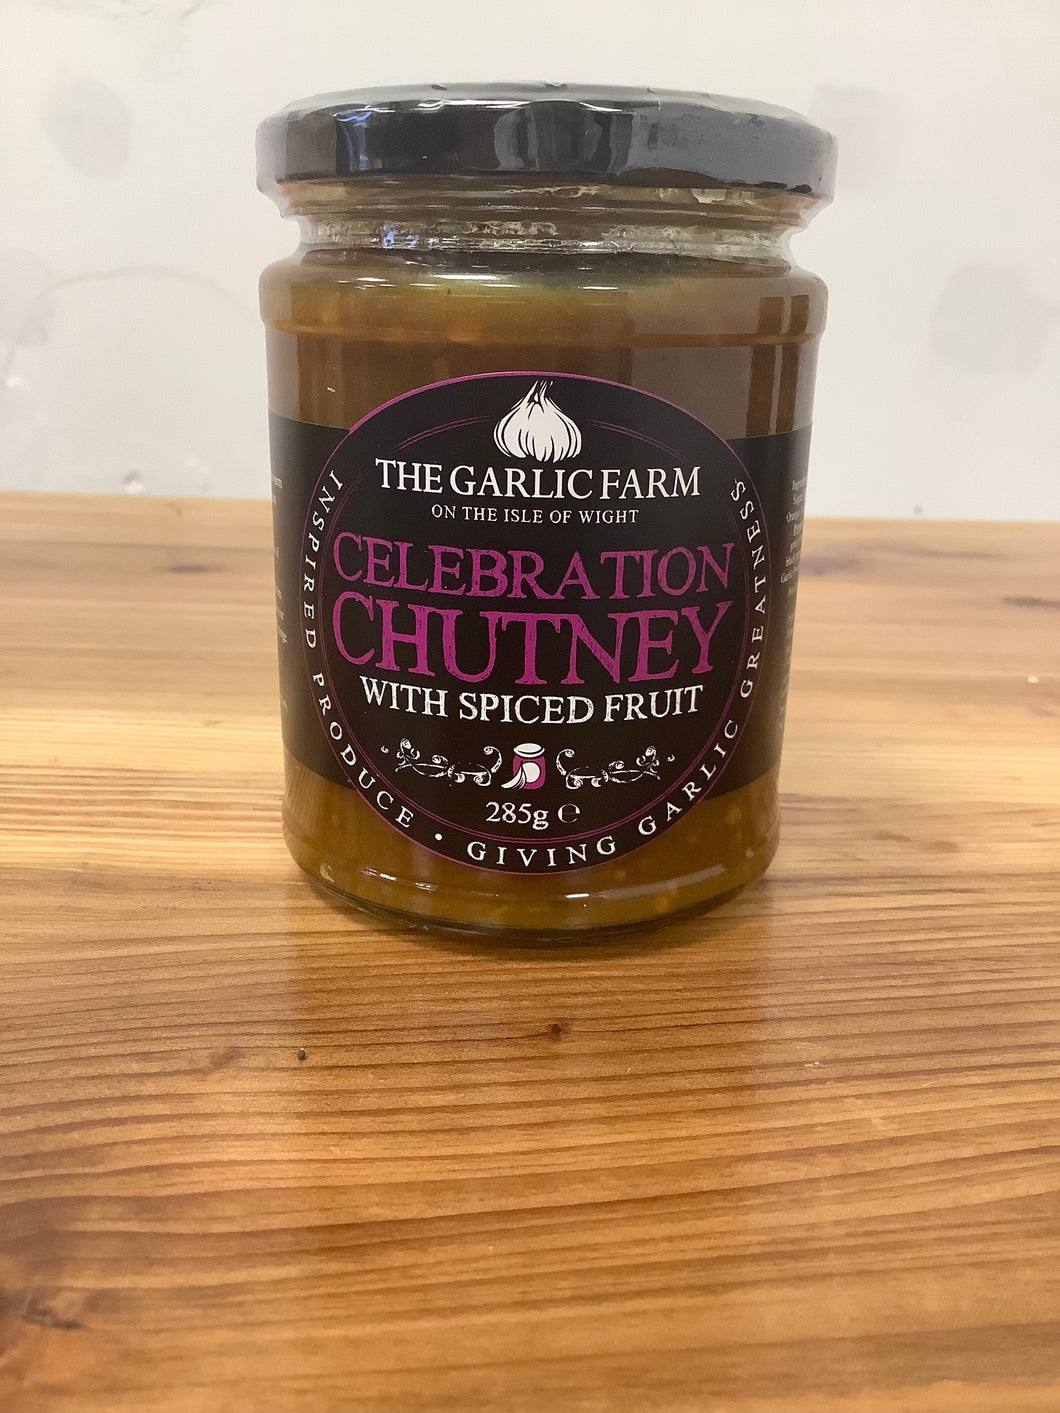 THE GARLIC FARM
ON THE ISLE OF WIGHT
CELEBRATION
CHUTNEY
WITH SPICED FRUIT
285g ℮
INSPIRED PRODUCE • GIVING GARLIC GREATNESS